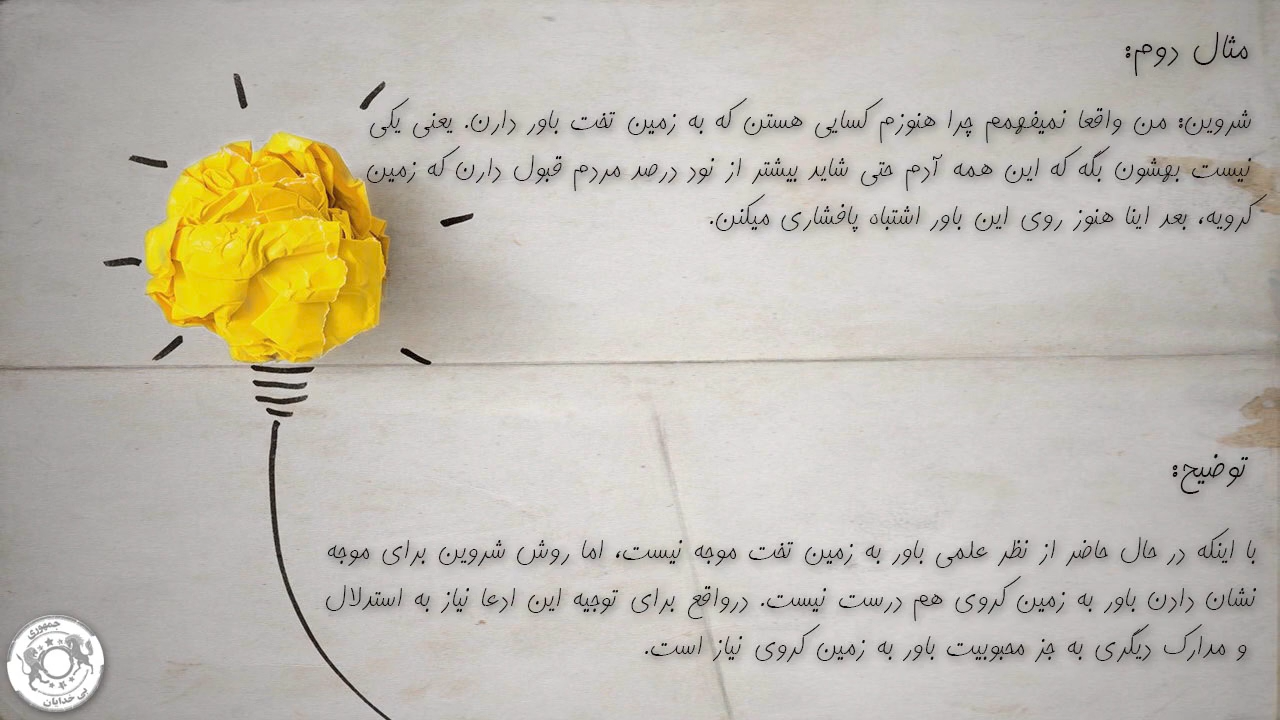 مثال دوم:
شروین: من واقعا نمیفهمم چرا هنوزم کسایی هستن که به زمین تخت باور دارن. یعنی یکی
نیست بهشون بگه که این همه آدم حتی شاید بیشتر از نود درصد مردم قبول دارن که زمین
کرویه، بعد اینا هنوز روی این باور اشتباه پافشاری میکنن.
توضیح:
با اینکه در حال حاضر از نظر علمی باور به زمین تخت موجه نیست، اما روش شروین برای موجه
نشان دادن باور به زمین کروی هم درست نیست. درواقع برای توجیه این ادعا نیاز به استدلال
و مدارک دیگری به جز محبوبیت باور به زمین کروی نیاز است.
جمهوری
بی خدایان